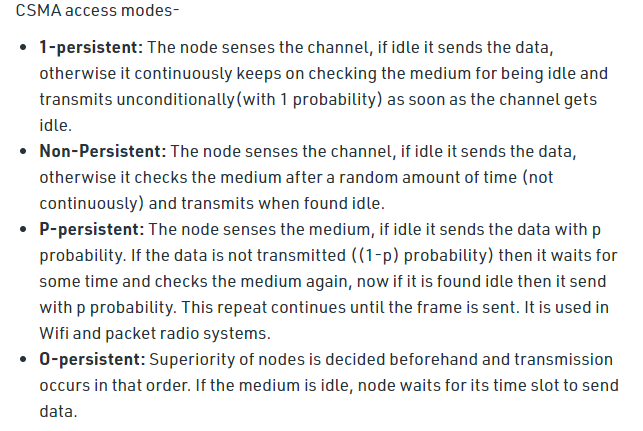 CSMA access modes-
• 1-persistent: The node senses the channel, if idle it sends the data,
otherwise it continuously keeps on checking the medium for being idle and
transmits unconditionally(with 1 probability) as soon as the channel gets
idle.
• Non-Persistent: The node senses the channel, if idle it sends the data,
otherwise it checks the medium after a random amount of time (not
continuously) and transmits when found idle.
• P-persistent: The node senses the medium, if idle it sends the data with p
probability. If the data is not transmitted ((1-p) probability) then it waits for
some time and checks the medium again, now if it is found idle then it send
with p probability. This repeat continues until the frame is sent. It is used in
Wifi and packet radio systems.
• O-persistent: Superiority of nodes is decided beforehand and transmission
occurs in that order. If the medium is idle, node waits for its time slot to send
data.